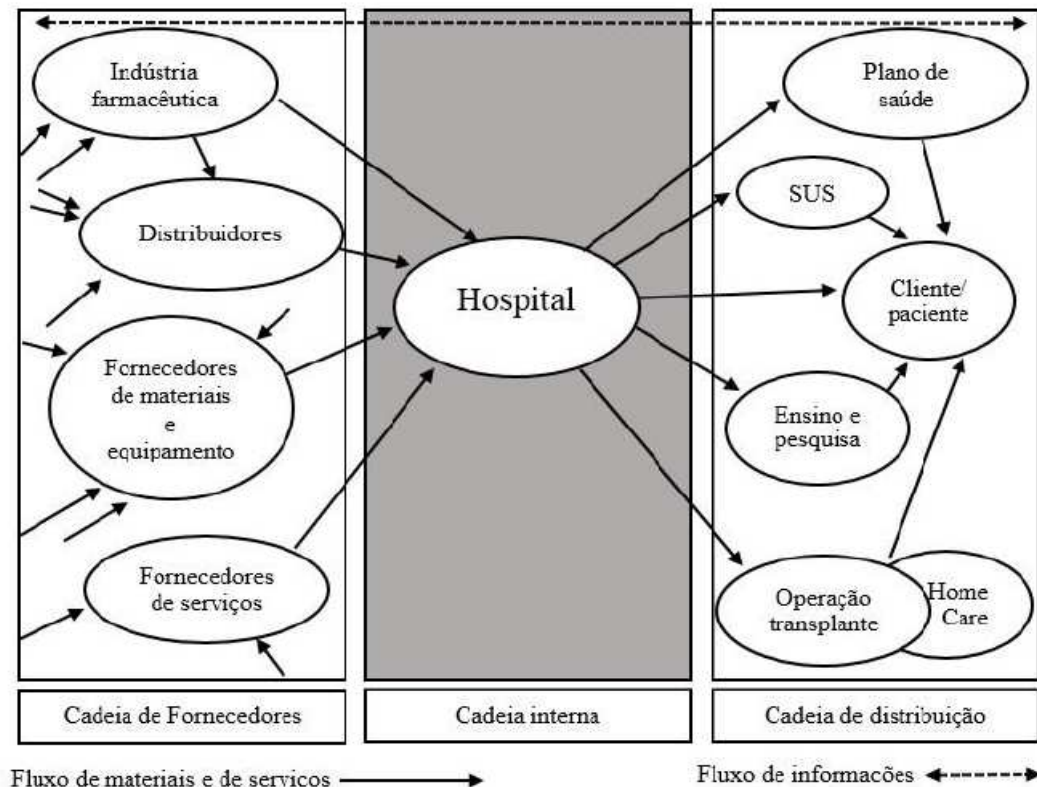 Indústria
farmacêutica
Distribuidores
Fornecedores
de materiais
e
equipamento
Fornecedores
de serviços
Hospital
Plano de
saúde
SUS
Cliente/
paciente
Ensino e
pesquisa
Operação
transplante
Home
Care
Cadeia de Fornecedores
Cadeia interna
Cadeia de distribuição
Fluxo de materiais e de serviços
Fluxo de informações